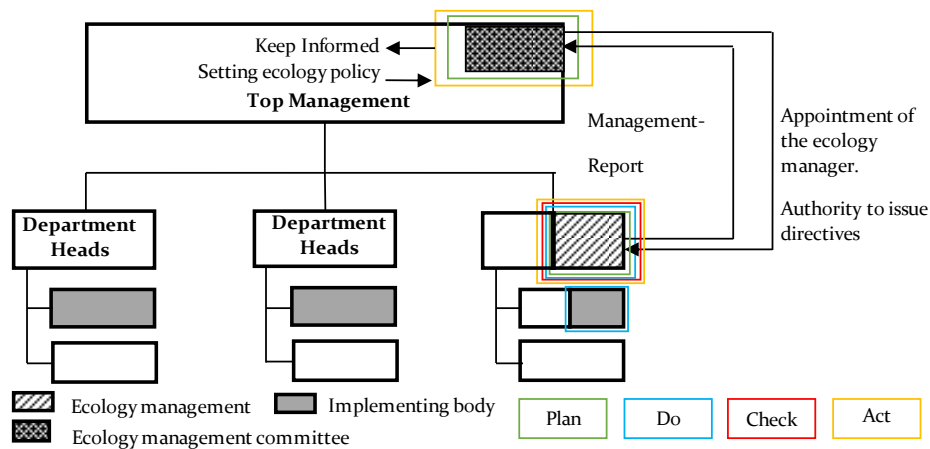 Keep Informed
Setting ecology policy
Top Management
Management-
Report
Appointment of
the ecology
manager.
Authority to issue
directives
Department
Heads
Department
Heads
Ecology management
Implementing body
Ecology management committee
Plan
Do
Check
Act